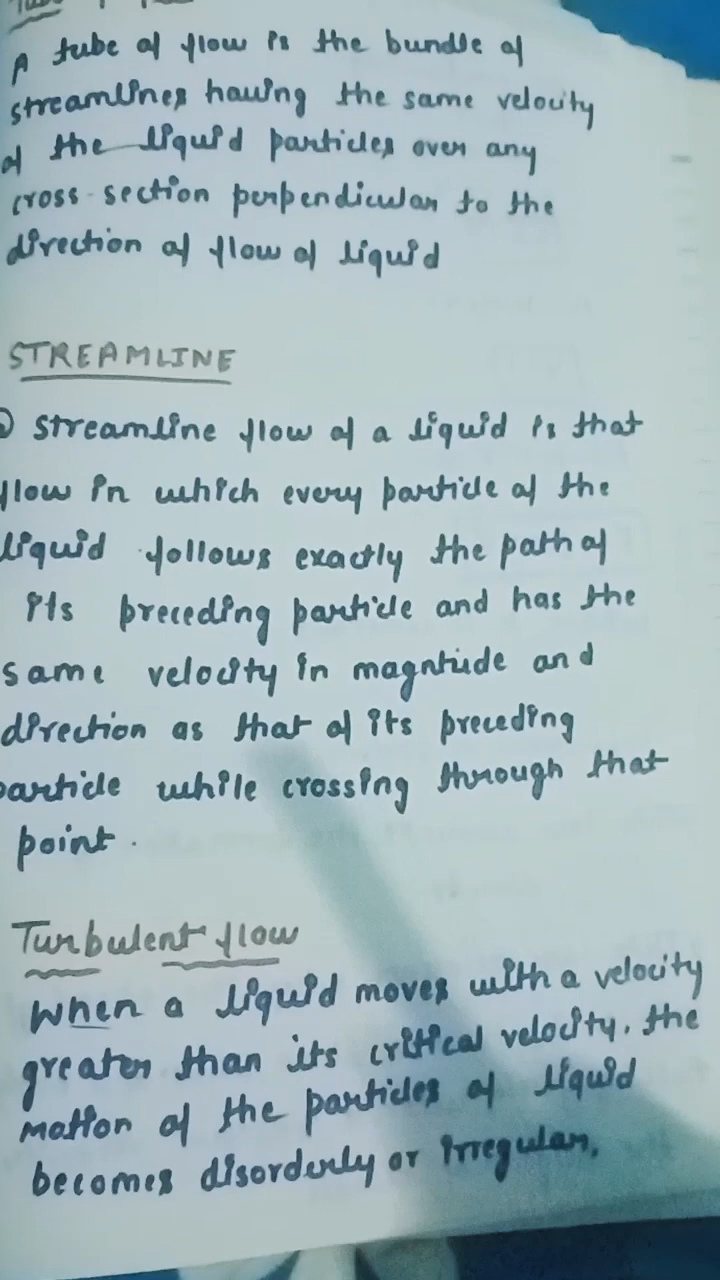 A tube of flow is the bundle of
streamlines having the same velocity
of the liquid particles over any
cross-section perpendicular to the
direction of flow of liquid
STREAMLINE
streamline flow of a liquid is that
flow in which every particle of the
liquid follows exactly the path of
its preceding particle and has the
same velocity in magntude and
direction as that of its preceding
particle while crossing through that
point.
Turbulent flow
When a liquid moves with a velocity
greater than its critical velocity, the
motion of the particles of liquid
becomes disorderly or irregular,